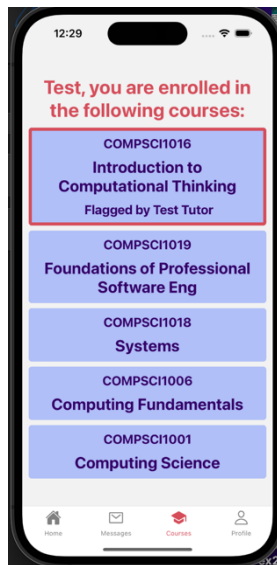 12:29
Test, you are enrolled in
the following courses:
COMPSCI1016
Introduction to
Computational Thinking
Flagged by Test Tutor
COMPSCI1019
Foundations of Professional
Software Eng
COMPSCI1018
Systems
COMPSCI1006
Computing Fundamentals
COMPSCI1001
Computing Science
Home Messages Courses Profile